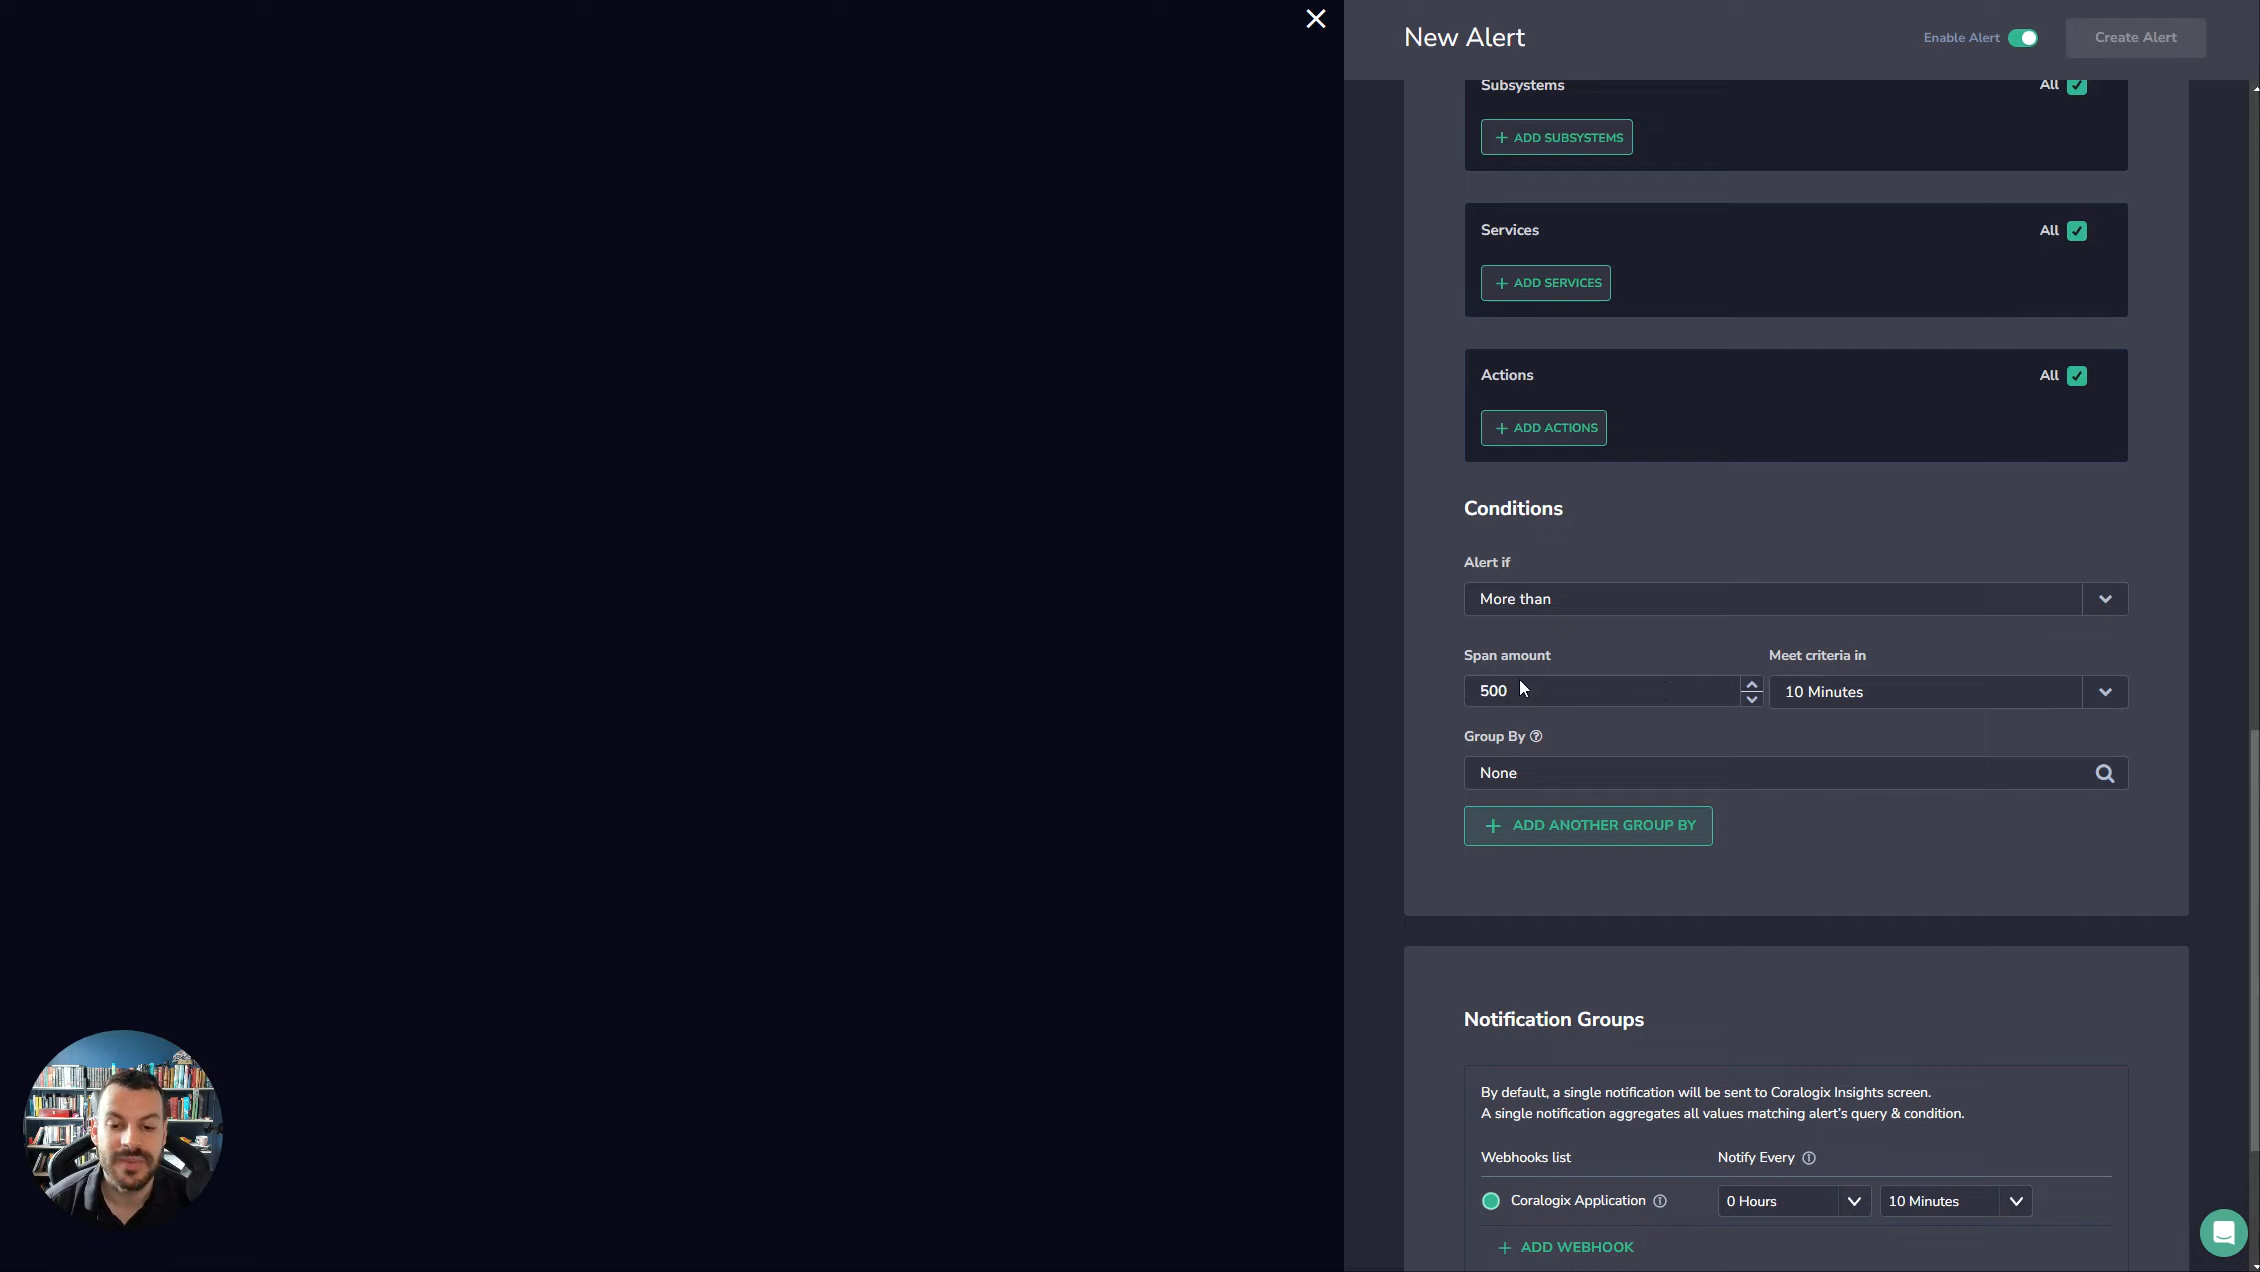 New Alert
Enable Alert
Create Alert
Subsystems
All
+ ADD SUBSYSTEMS
Services
All
+ ADD SERVICES
Actions
All
+ ADD ACTIONS
Conditions
Alert if
More than
Span amount
Meet criteria in
500
10 Minutes
Group By
None
+ ADD ANOTHER GROUP BY
Notification Groups
By default, a single notification will be sent to Coralogix Insights screen.
A single notification aggregates all values matching alert's query & condition.
Webhooks list
Notify Every
Coralogix Application
0 Hours
10 Minutes
+ ADD WEBHOOK